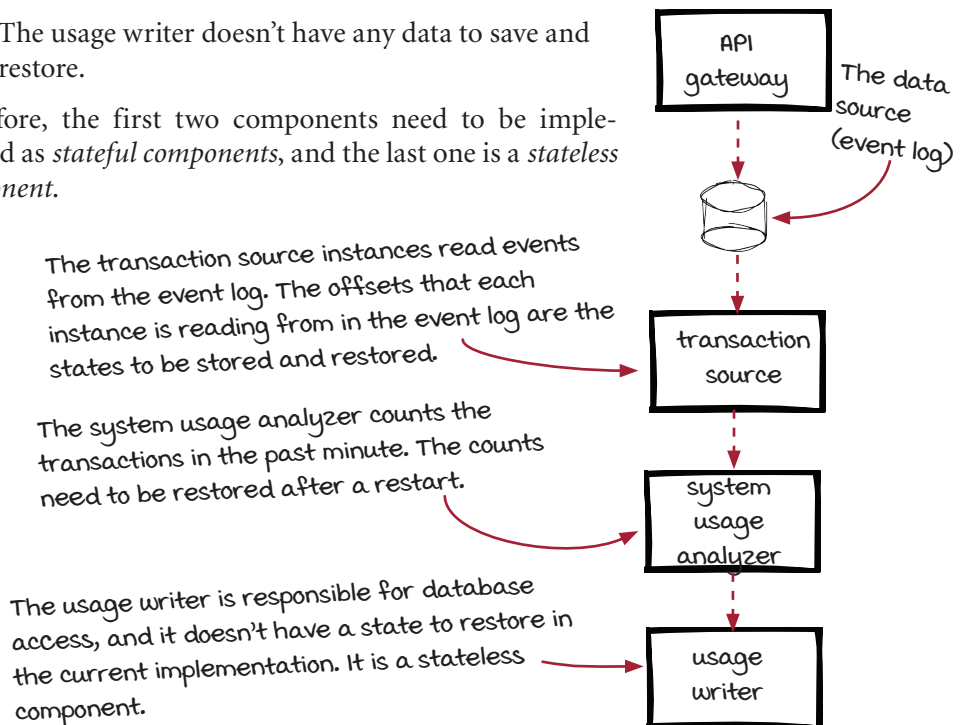 The usage writer doesn't have any data to save and
restore.
fore, the first two components need to be imple-
d as stateful components, and the last one is a stateless
onent.
API
gateway
The data
source
(event log)
The transaction source instances read events
from the event log. The offsets that each
instance is reading from in the event log are the
states to be stored and restored.
transaction
source
The system usage analyzer counts the
transactions in the past minute. The counts
need to be restored after a restart.
system
usage
analyzer
The usage writer is responsible for database
access, and it doesn't have a state to restore in
the current implementation. It is a stateless
component.
usage
writer